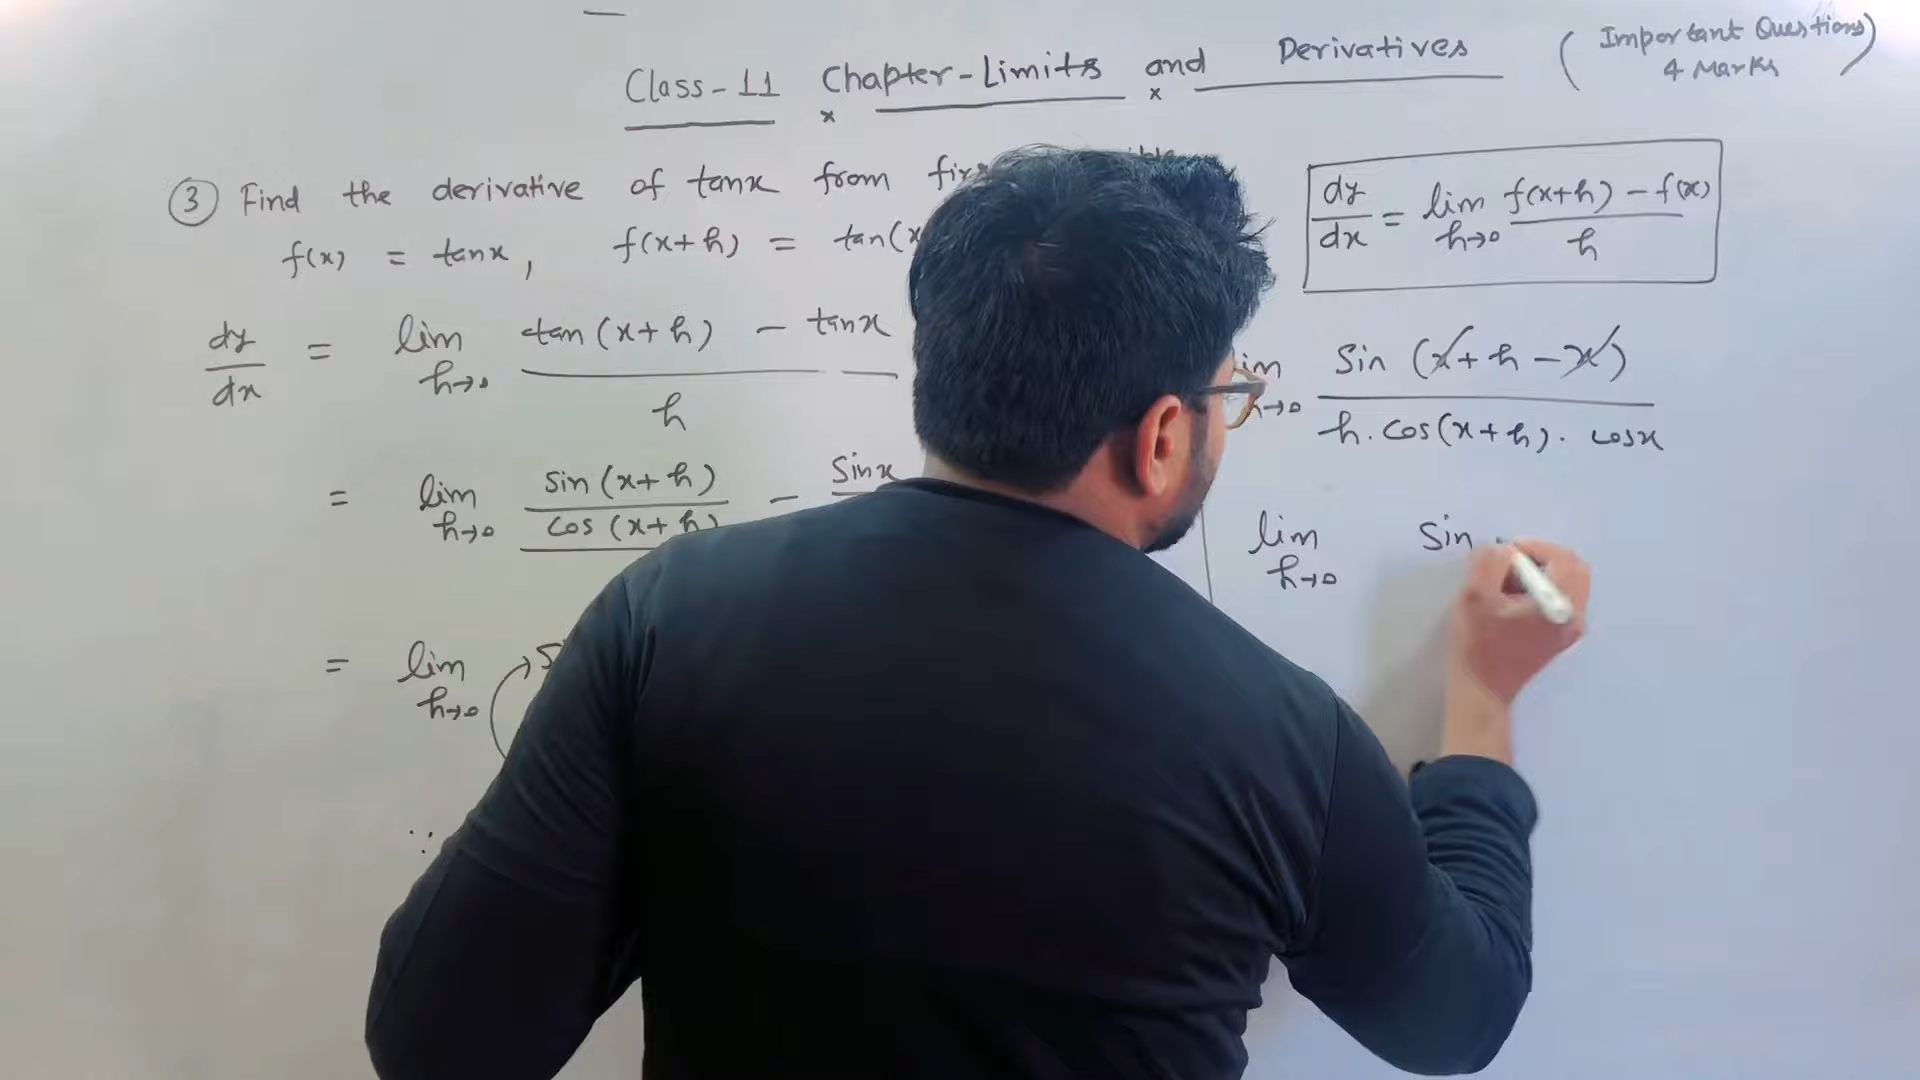 Class-11 Chapter-Limits and Derivatives (Important Questions)
4 Marks
③ Find the derivative of tanx from
f(x) = tanx, f(x+h) = tan(x
dy/dx = lim h→0 tan(x+h) - tanx / h
= lim h→0 sin(x+h) / cos(x+h) - sinx
= lim h→0
∵
dy/dx = lim h→0 f(x+h) - f(x) / h
lim h→0 sin (x+h-x) / h.cos(x+h). cosx
lim h→0 sin